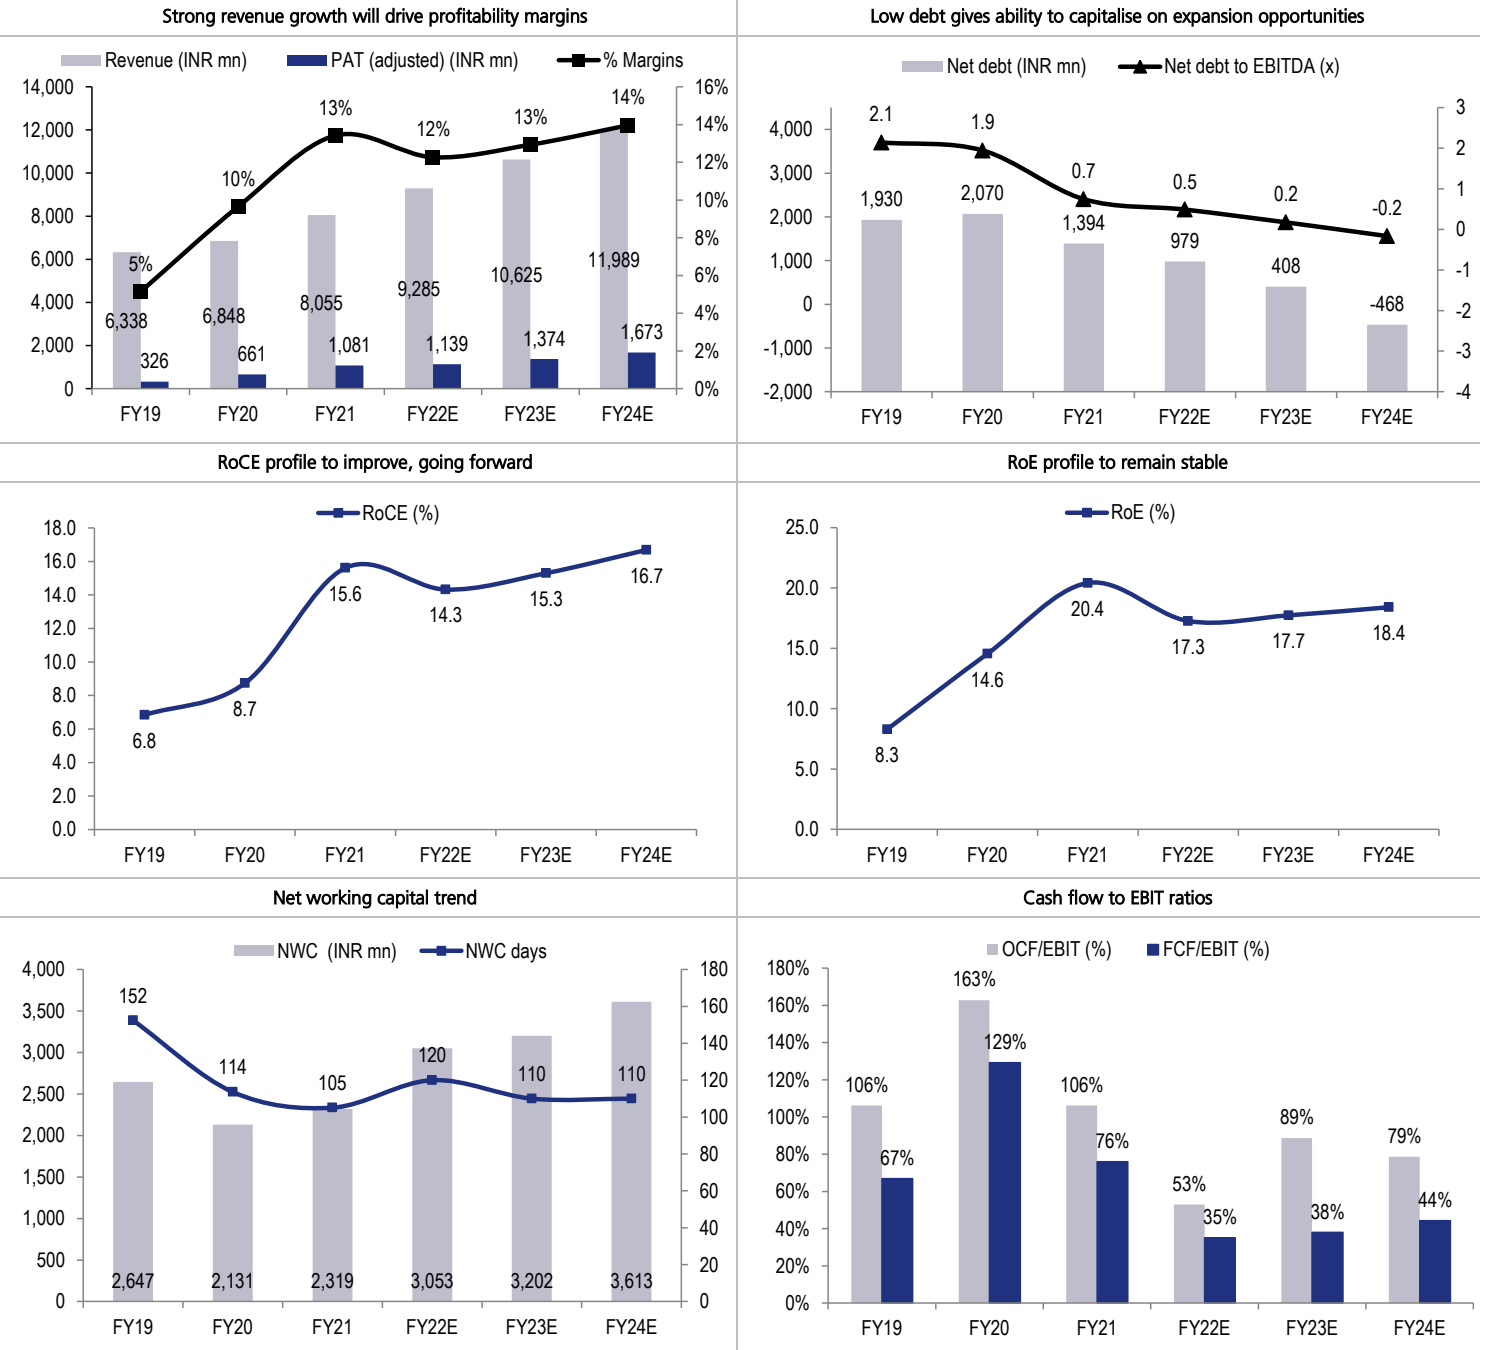 Strong revenue growth will drive profitability margins
Revenue (INR mn) PAT (adjusted) (INR mn) % Margins
14,000
12,000
10,000
8,000
6,000
4,000
2,000
0
16%
14%
12%
10%
8%
6%
4%
2%
0%
5% 10% 13% 12% 13% 14%
6,338 6,848 8,055 9,285 10,625 11,989
326 661 1,081 1,139 1,374 1,673
FY19 FY20 FY21 FY22E FY23E FY24E
Low debt gives ability to capitalise on expansion opportunities
Net debt (INR mn) Net debt to EBITDA (x)
4,000
3,000
2,000
1,000
0
-1,000
-2,000
3
2
1
0
-1
-2
-3
-4
2.1 1.9 0.7 0.5 0.2 -0.2
1,930 2,070 1,394 979 408 -468
FY19 FY20 FY21 FY22E FY23E FY24E
RoCE profile to improve, going forward
RoCE (%)
18.0
16.0
14.0
12.0
10.0
8.0
6.0
4.0
2.0
0.0
6.8 8.7 15.6 14.3 15.3 16.7
FY19 FY20 FY21 FY22E FY23E FY24E
RoE profile to remain stable
RoE (%)
25.0
20.0
15.0
10.0
5.0
0.0
8.3 14.6 20.4 17.3 17.7 18.4
FY19 FY20 FY21 FY22E FY23E FY24E
Net working capital trend
NWC (INR mn) NWC days
4,000
3,500
3,000
2,500
2,000
1,500
1,000
500
0
180
160
140
120
100
80
60
40
20
0
152 114 105 120 110 110
2,647 2,131 2,319 3,053 3,202 3,613
FY19 FY20 FY21 FY22E FY23E FY24E
Cash flow to EBIT ratios
OCF/EBIT (%) FCF/EBIT (%)
180%
160%
140%
120%
100%
80%
60%
40%
20%
0%
106% 163% 106% 53% 89% 79%
67% 129% 76% 35% 38% 44%
FY19 FY20 FY21 FY22E FY23E FY24E